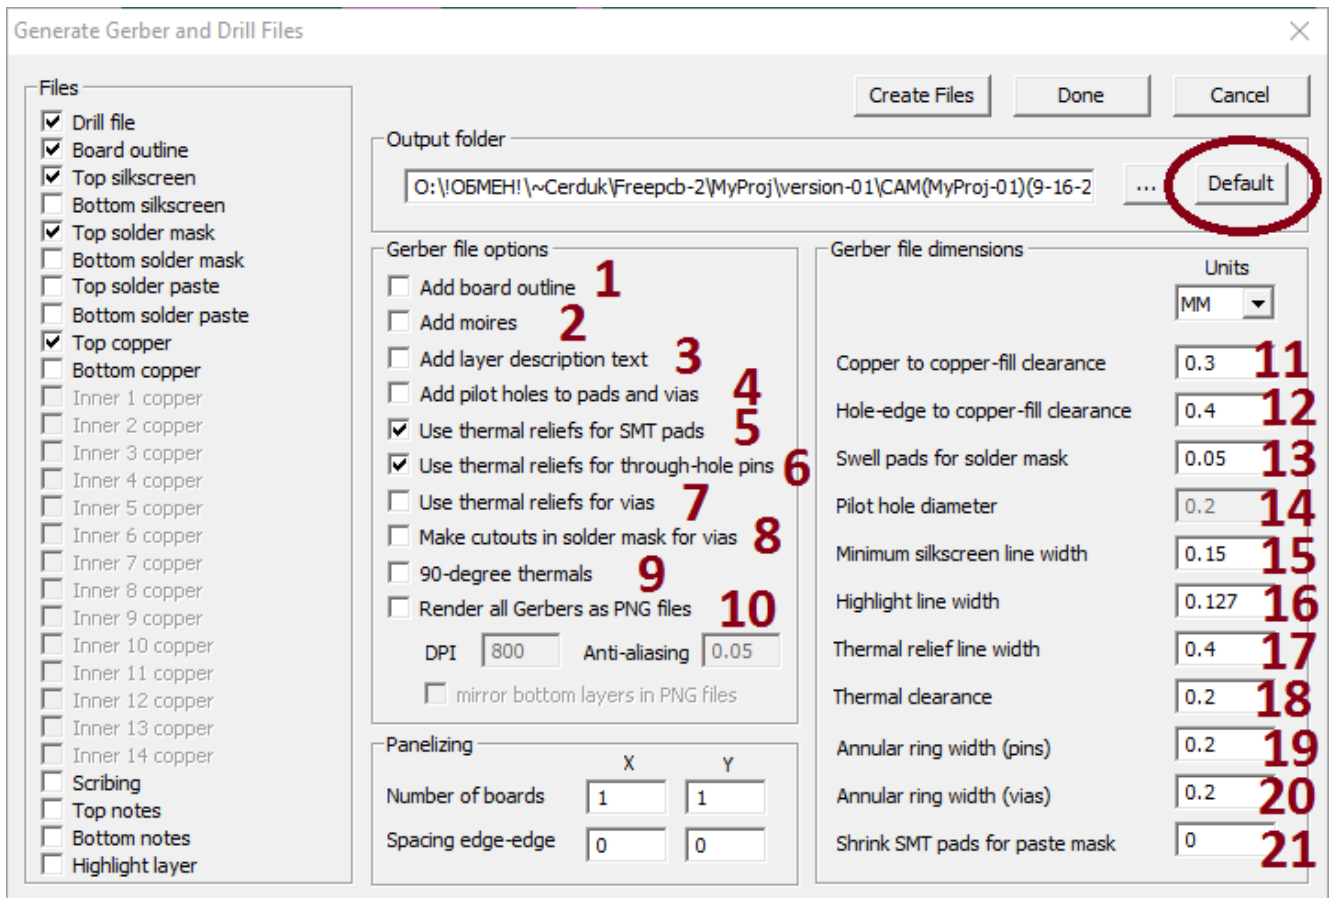 Generate Gerber and Drill Files
Create Files
Done
Cancel
Files
Drill file
Board outline
Top silkscreen
Bottom silkscreen
Top solder mask
Bottom solder mask
Top solder paste
Bottom solder paste
Top copper
Bottom copper
Inner 1 copper
Inner 2 copper
Inner 3 copper
Inner 4 copper
Inner 5 copper
Inner 6 copper
Inner 7 copper
Inner 8 copper
Inner 9 copper
Inner 10 copper
Inner 11 copper
Inner 12 copper
Inner 13 copper
Inner 14 copper
Scribing
Top notes
Bottom notes
Highlight layer
Output folder
O:\!ОБМЕН!\~Cerduk\Freepcb-2\MyProj\version-01\CAM(MyProj-01)(9-16-2
...
Default
Gerber file options
Add board outline 1
Add moires 2
Add layer description text 3
Add pilot holes to pads and vias 4
Use thermal reliefs for SMT pads 5
Use thermal reliefs for through-hole pins 6
Use thermal reliefs for vias 7
Make cutouts in solder mask for vias 8
90-degree thermals 9
Render all Gerbers as PNG files 10
DPI 800 Anti-aliasing 0.05
mirror bottom layers in PNG files
Panelizing
X Y
Number of boards 1 1
Spacing edge-edge 0 0
Gerber file dimensions
Units
MM
Copper to copper-fill clearance 0.3 11
Hole-edge to copper-fill clearance 0.4 12
Swell pads for solder mask 0.05 13
Pilot hole diameter 0.2 14
Minimum silkscreen line width 0.15 15
Highlight line width 0.127 16
Thermal relief line width 0.4 17
Thermal clearance 0.2 18
Annular ring width (pins) 0.2 19
Annular ring width (vias) 0.2 20
Shrink SMT pads for paste mask 0 21